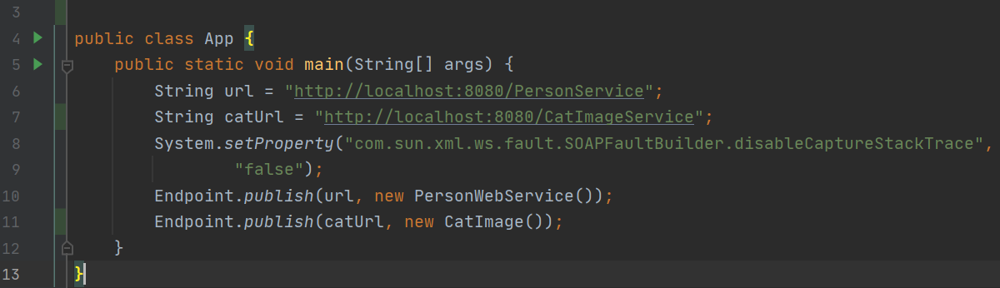 3
4 public class App {
5 public static void main(String[] args) {
6 String url = "http://localhost:8080/PersonService";
7 String catUrl = "http://localhost:8080/CatImageService";
8 System.setProperty("com.sun.xml.ws.fault.SOAPFaultBuilder.disableCaptureStackTrace",
9 "false");
10 Endpoint.publish(url, new PersonWebService());
11 Endpoint.publish(catUrl, new CatImage());
12 }
13 }